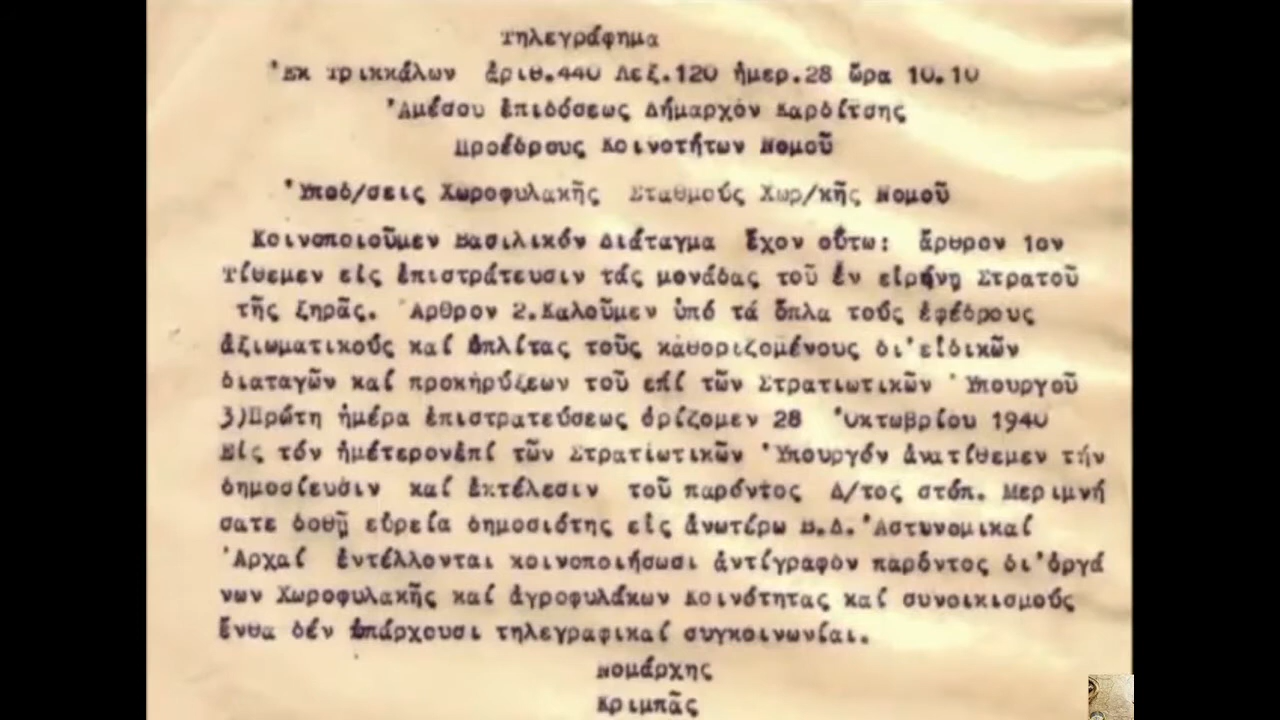 Τηλεγράφημα
Ἐκ Τρικκάλων ἀριθ.440 Λεξ.120 ἡμερ.28 ὥρα 10.10
Ἀμέσου ἐπιδόσεως Δήμαρχον Καρδίτσης
Προέδρους Κοινοτήτων Νομοῦ
Ὑποδ/σεις Χωροφυλακῆς Σταθμούς Χωρ/κῆς Νομοῦ
Κοινοποιοῦμεν Βασιλικόν Διάταγμα ἔχον οὕτω: ἄρθρον 1ον
Τίθεμεν εἰς ἐπιστράτευσιν τάς μονάδας τοῦ ἐν εἰρήνῃ Στρατοῦ
τῆς ξηρᾶς. Ἄρθρον 2.Καλοῦμεν ὑπό τά ὅπλα τούς ἐφέδρους
ἀξιωματικούς καί ὁπλίτας τοῦς καθοριζομένους δι'εἰδικῶν
διαταγῶν καί προκηρύξεων τοῦ ἐπί τῶν Στρατιωτικῶν Ὑπουργοῦ
3)Πρώτη ἡμέρα ἐπιστρατεύσεως ὁρίζομεν 28 Ὀκτωβρίου 1940
Εἰς τόν ἡμέτερονἐπί τῶν Στρατιωτικῶν Ὑπουργόν ἀνατίθεμεν τήν
δημοσίευσιν καί ἐκτέλεσιν τοῦ παρόντος Δ/τος στόπ. Μεριμνή
σατε δοθῇ εὐρεία δημοσιότης εἰς ἀνωτέρω Β.Δ. Ἀστυνομικαί
Ἀρχαί ἐντέλλονται κοινοποιήσωσι ἀντίγραφον παρόντος δι'ὀργά
νων Χωροφυλακῆς καί ἀγροφυλάκων Κοινότητας καί συνοικισμούς
ἔνθα δέν ὑπάρχουσι τηλεγραφικαί συγκοινωνίαι.
Νομάρχης
Κριμπᾶς